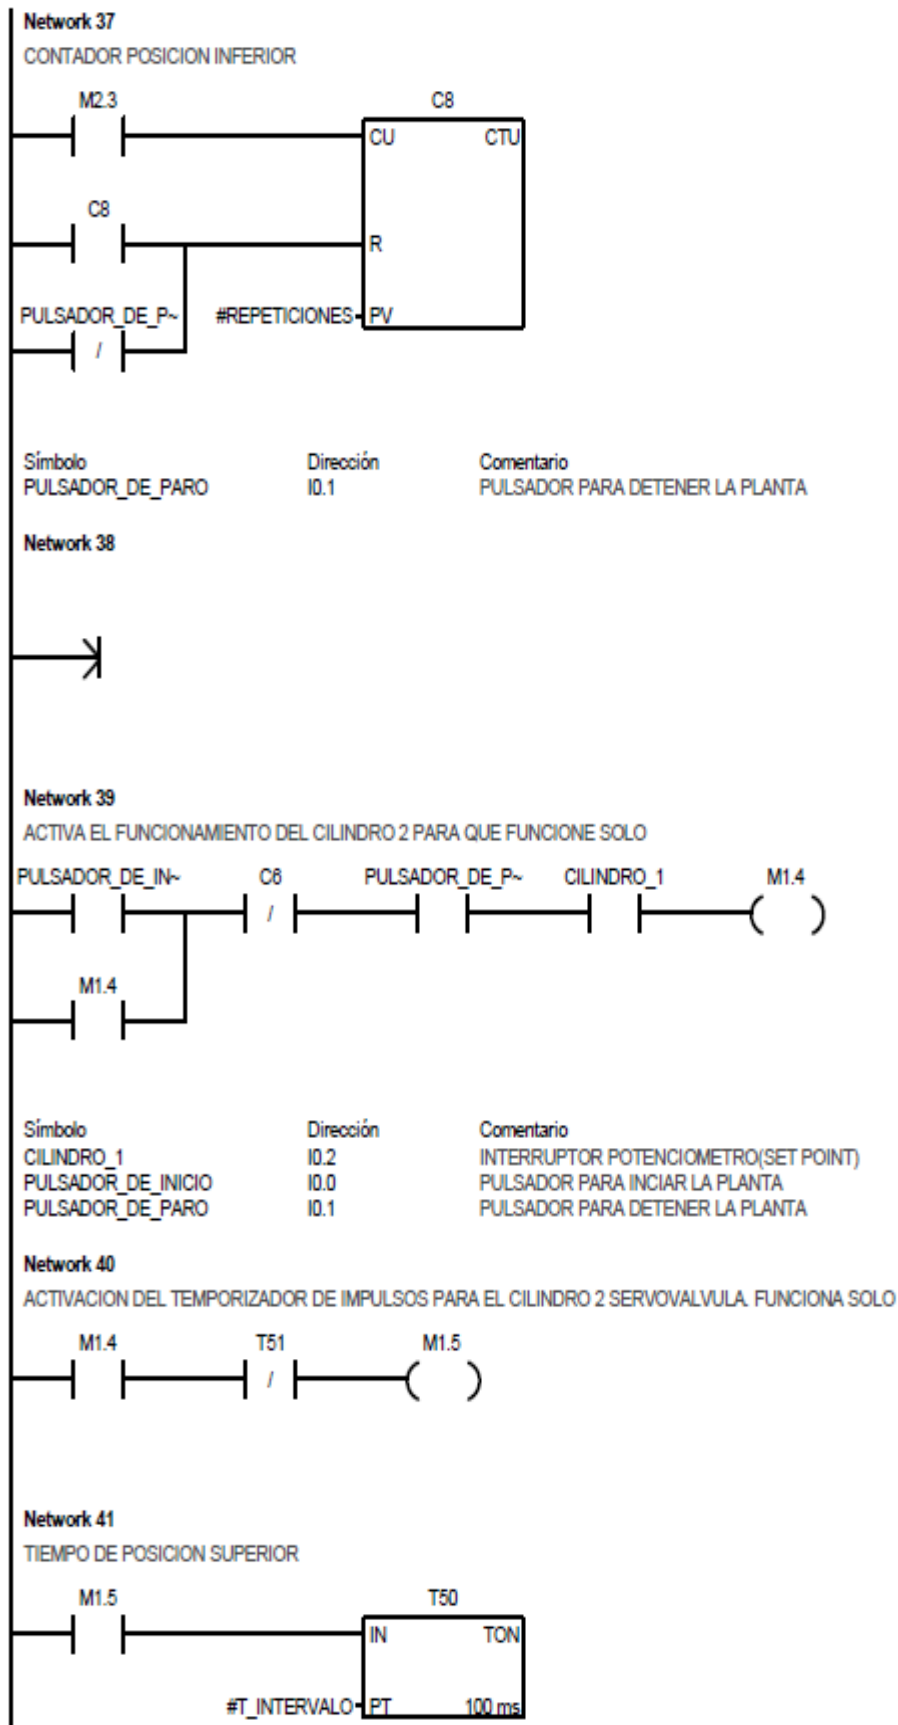 Network 37
CONTADOR POSICION INFERIOR
M2.3 C8
CU CTU
C8
R
PULSADOR_DE_P~ #REPETICIONES PV
/
Símbolo Dirección Comentario
PULSADOR_DE_PARO I0.1 PULSADOR PARA DETENER LA PLANTA
Network 38
Network 39
ACTIVA EL FUNCIONAMIENTO DEL CILINDRO 2 PARA QUE FUNCIONE SOLO
PULSADOR_DE_IN~ C6 PULSADOR_DE_P~ CILINDRO_1 M1.4
/
M1.4
Símbolo Dirección Comentario
CILINDRO_1 I0.2 INTERRUPTOR POTENCIOMETRO(SET POINT)
PULSADOR_DE_INICIO I0.0 PULSADOR PARA INCIAR LA PLANTA
PULSADOR_DE_PARO I0.1 PULSADOR PARA DETENER LA PLANTA
Network 40
ACTIVACION DEL TEMPORIZADOR DE IMPULSOS PARA EL CILINDRO 2 SERVOVALVULA. FUNCIONA SOLO
M1.4 T51 M1.5
/
Network 41
TIEMPO DE POSICION SUPERIOR
M1.5 T50
IN TON
#T_INTERVALO PT 100 ms